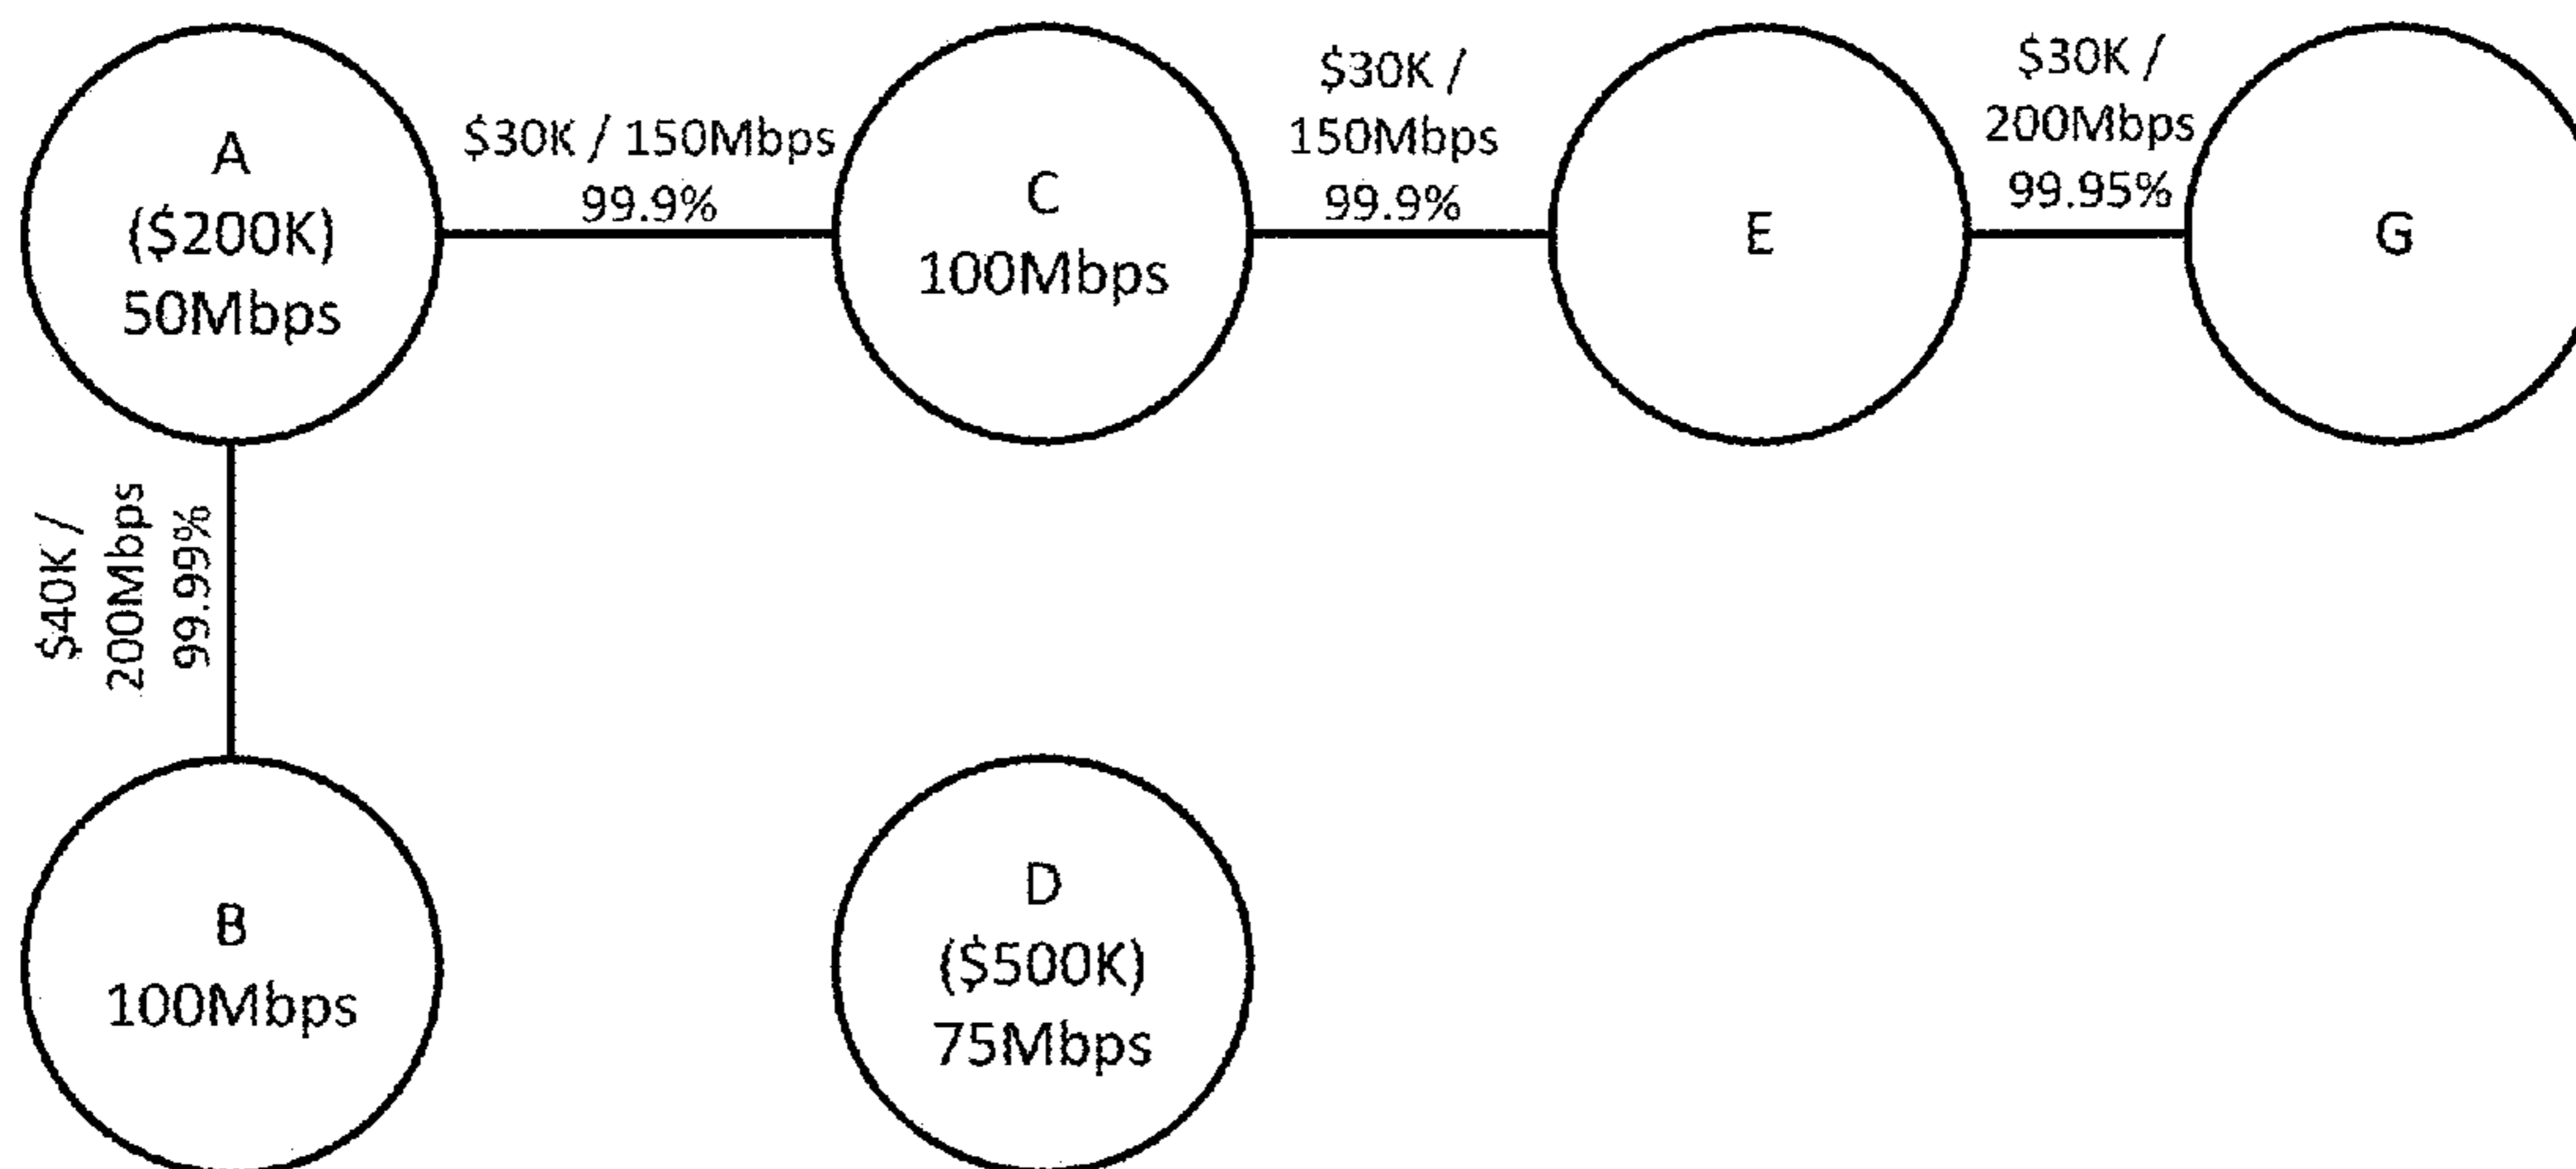 A
($200K)
50Mbps
$30K / 150Mbps
99.9%
C
100Mbps
$30K /
150Mbps
99.9%
E
$30K /
200Mbps
99.95%
G
$40K /
200Mbps
99.99%
B
100Mbps
D
($500K)
75Mbps